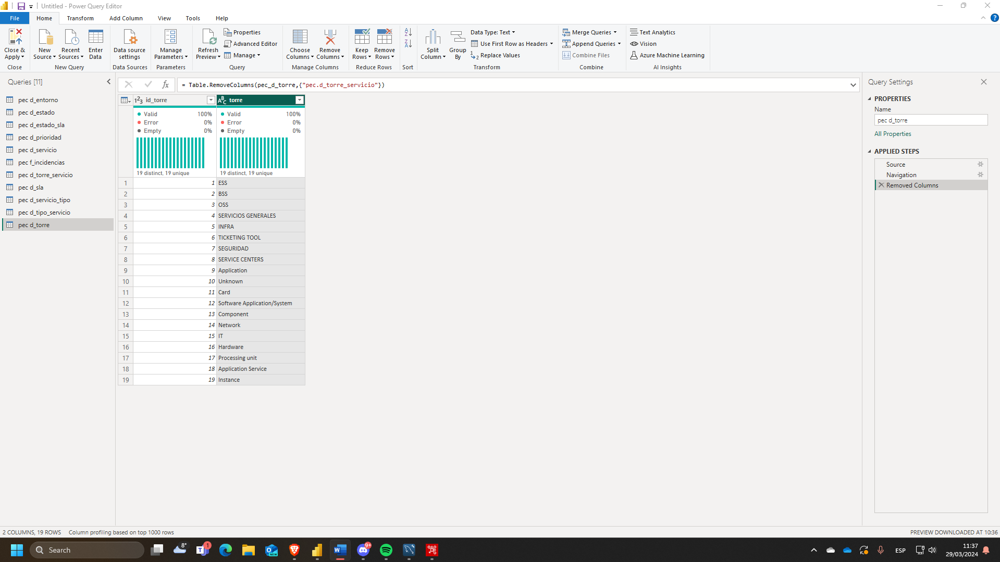 Untitled - Power Query Editor
File Home Transform Add Column View Tools Help
Close & Apply
Close
New Source
Recent Sources
Enter Data
New Query
Data source settings
Data Sources
Manage Parameters
Parameters
Refresh Preview
Properties
Advanced Editor
Manage
Query
Choose Columns
Remove Columns
Manage Columns
Keep Rows
Remove Rows
Reduce Rows
Sort
Split Column
Group By
Data Type: Text
Use First Row as Headers
Replace Values
Transform
Merge Queries
Append Queries
Combine Files
Combine
Text Analytics
Vision
Azure Machine Learning
AI Insights
Queries [11]
pec d_entorno
pec d_estado
pec d_estado_sla
pec d_prioridad
pec d_servicio
pec f_incidencias
pec d_torre_servicio
pec d_sla
pec d_servicio_tipo
pec d_tipo_servicio
pec d_torre
fx = Table.RemoveColumns(pec_d_torre,{"pec.d_torre_servicio"})
123 id_torre ABC torre
Valid 100% Valid 100%
Error 0% Error 0%
Empty 0% Empty 0%
19 distinct, 19 unique 19 distinct, 19 unique
1 1 ESS
2 2 BSS
3 3 OSS
4 4 SERVICIOS GENERALES
5 5 INFRA
6 6 TICKETING TOOL
7 7 SEGURIDAD
8 8 SERVICE CENTERS
9 9 Application
10 10 Unknown
11 11 Card
12 12 Software Application/System
13 13 Component
14 14 Network
15 15 IT
16 16 Hardware
17 17 Processing unit
18 18 Application Service
19 19 Instance
Query Settings
PROPERTIES
Name
pec d_torre
All Properties
APPLIED STEPS
Source
Navigation
Removed Columns
2 COLUMNS, 19 ROWS Column profiling based on top 1000 rows
PREVIEW DOWNLOADED AT 10:36
Search
8°
1
NEW
9+
ESP
11:37
29/03/2024